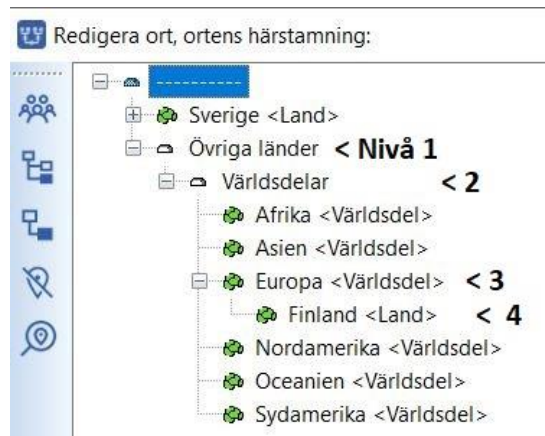 Redigera ort, ortens härstamning:
----------
Sverige <Land>
Övriga länder < Nivå 1
Världsdelar < 2
Afrika <Världsdel>
Asien <Världsdel>
Europa <Världsdel> < 3
Finland <Land> < 4
Nordamerika <Världsdel>
Oceanien <Världsdel>
Sydamerika <Världsdel>